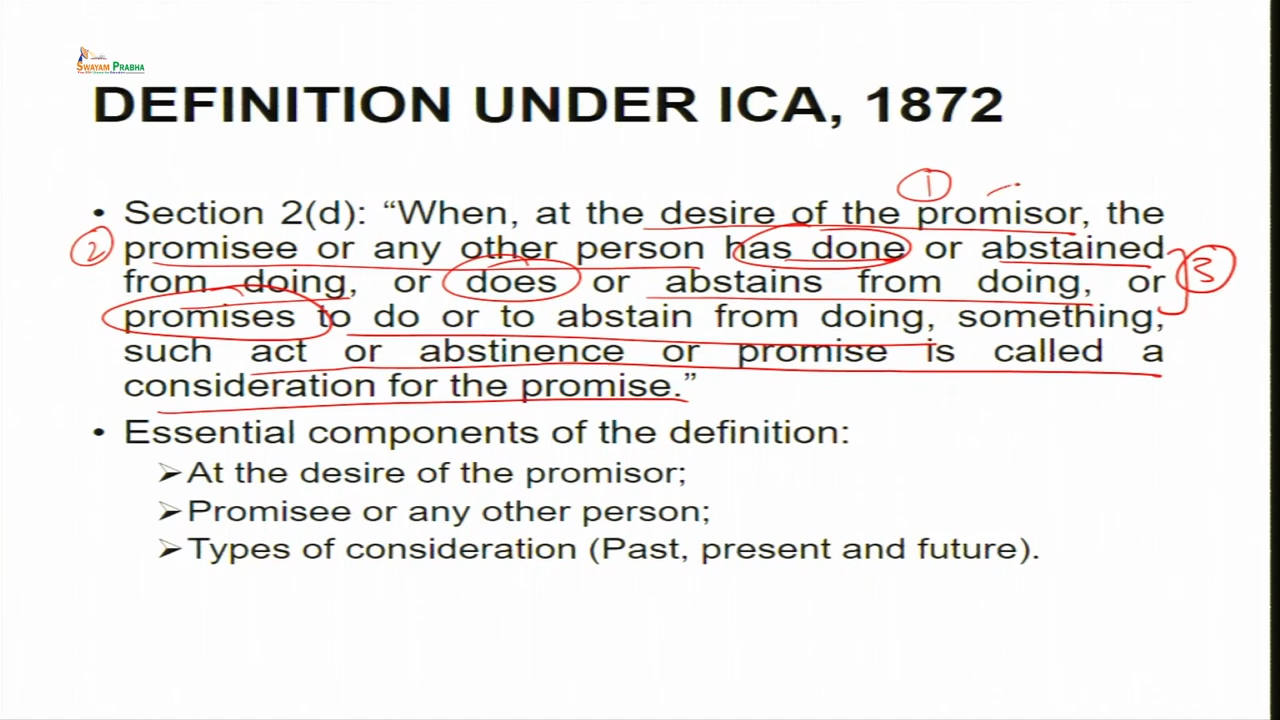 SWAYAM PRABHA
DEFINITION UNDER ICA, 1872
1
• Section 2(d): “When, at the desire of the promisor, the
2 promisee or any other person has done or abstained
from doing, or does or abstains from doing, or 3
promises to do or to abstain from doing, something,
such act or abstinence or promise is called a
consideration for the promise.”
• Essential components of the definition:
➢At the desire of the promisor;
➢Promisee or any other person;
➢Types of consideration (Past, present and future).